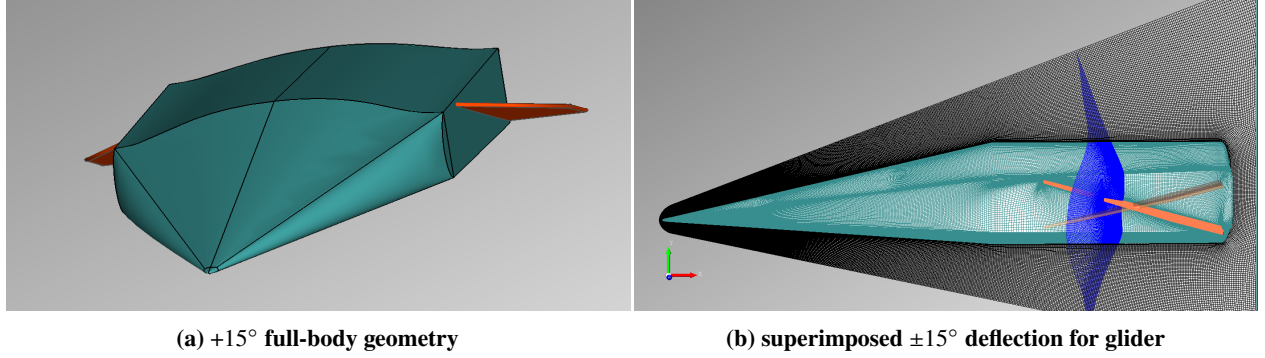 (a) +15° full-body geometry
(b) superimposed ±15° deflection for glider